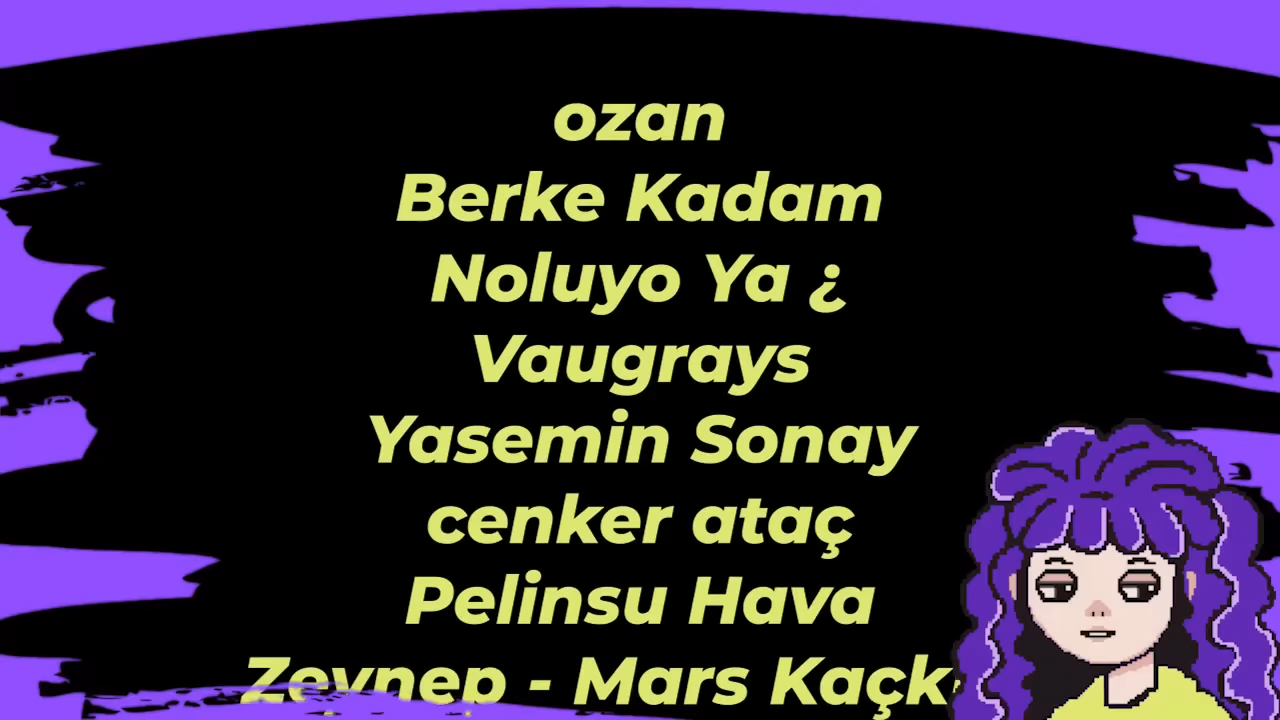 ozan
Berke Kadam
Noluyo Ya ¿
Vaugrays
Yasemin Sonay
cenker ataç
Pelinsu Hava
Zeynep - Mars